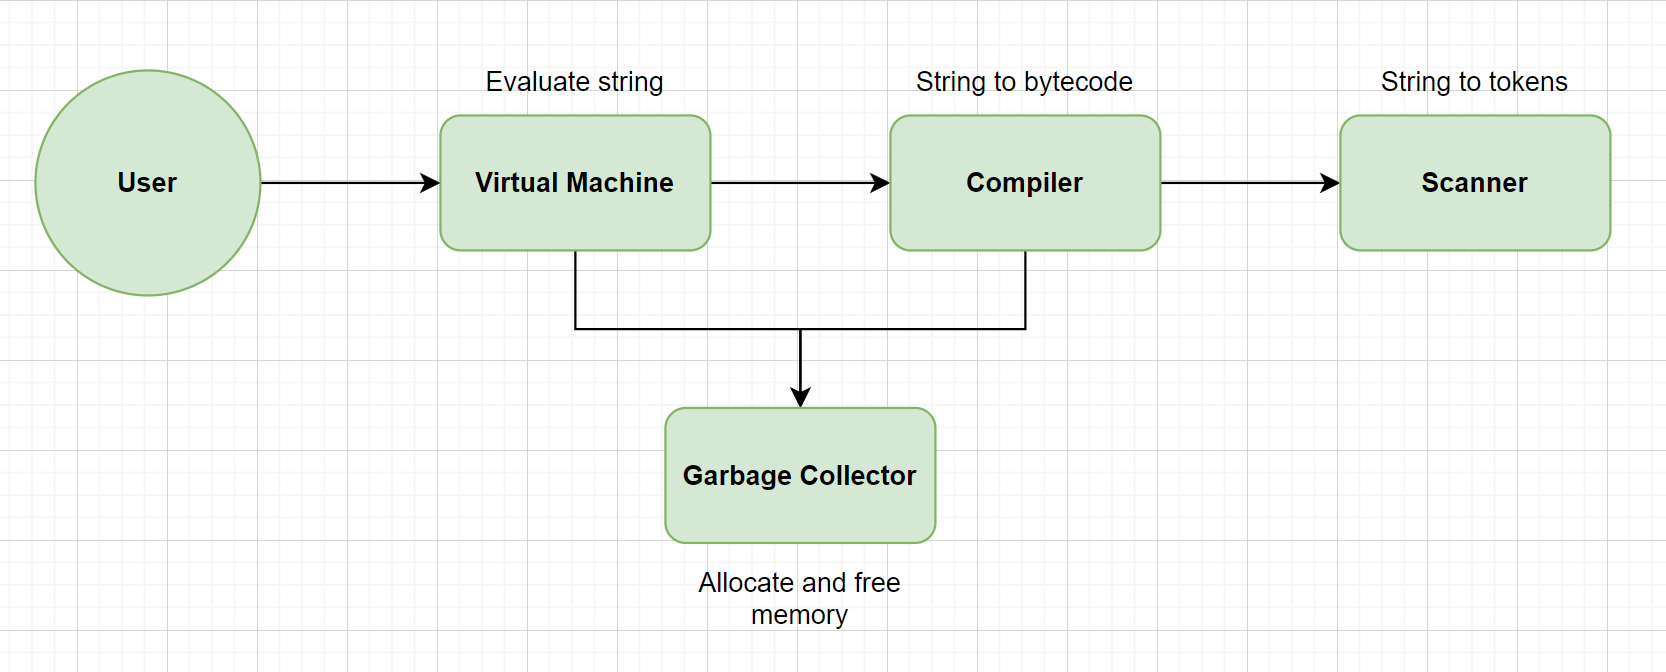 Evaluate string
String to bytecode
String to tokens
User
Virtual Machine
Compiler
Scanner
Garbage Collector
Allocate and free
memory